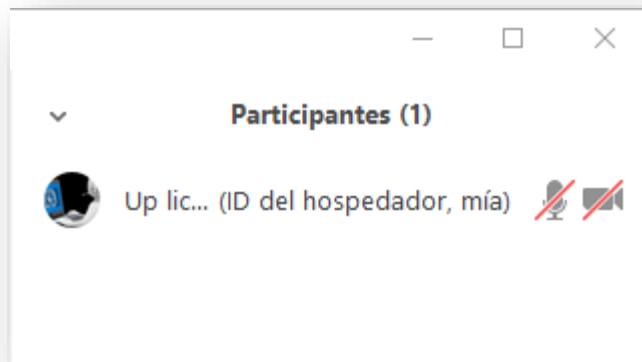 Participantes (1)
Up lic... (ID del hospedador, mía)